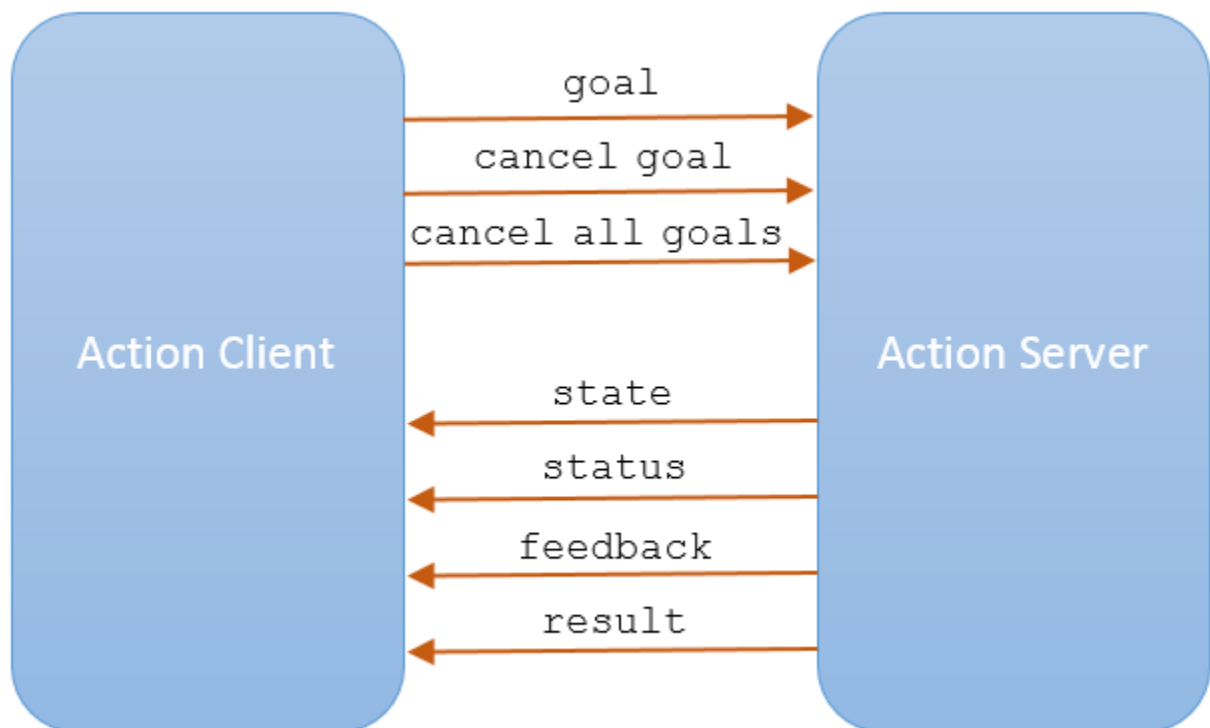 goal
cancel goal
cancel all goals
Action Client
Action Server
state
status
feedback
result